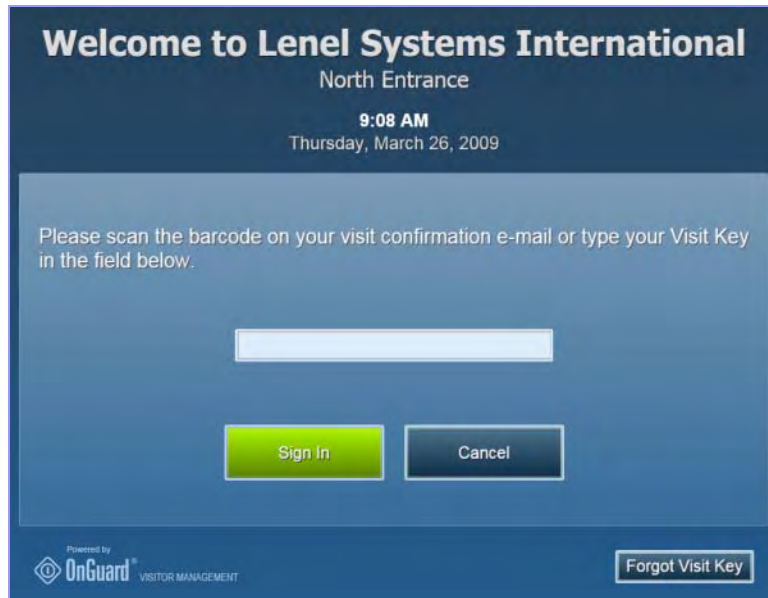 Welcome to Lenel Systems International
North Entrance
9:08 AM
Thursday, March 26, 2009
Please scan the barcode on your visit confirmation e-mail or type your Visit Key
in the field below.
Sign In
Cancel
Powered by
OnGuard® VISITOR MANAGEMENT
Forgot Visit Key